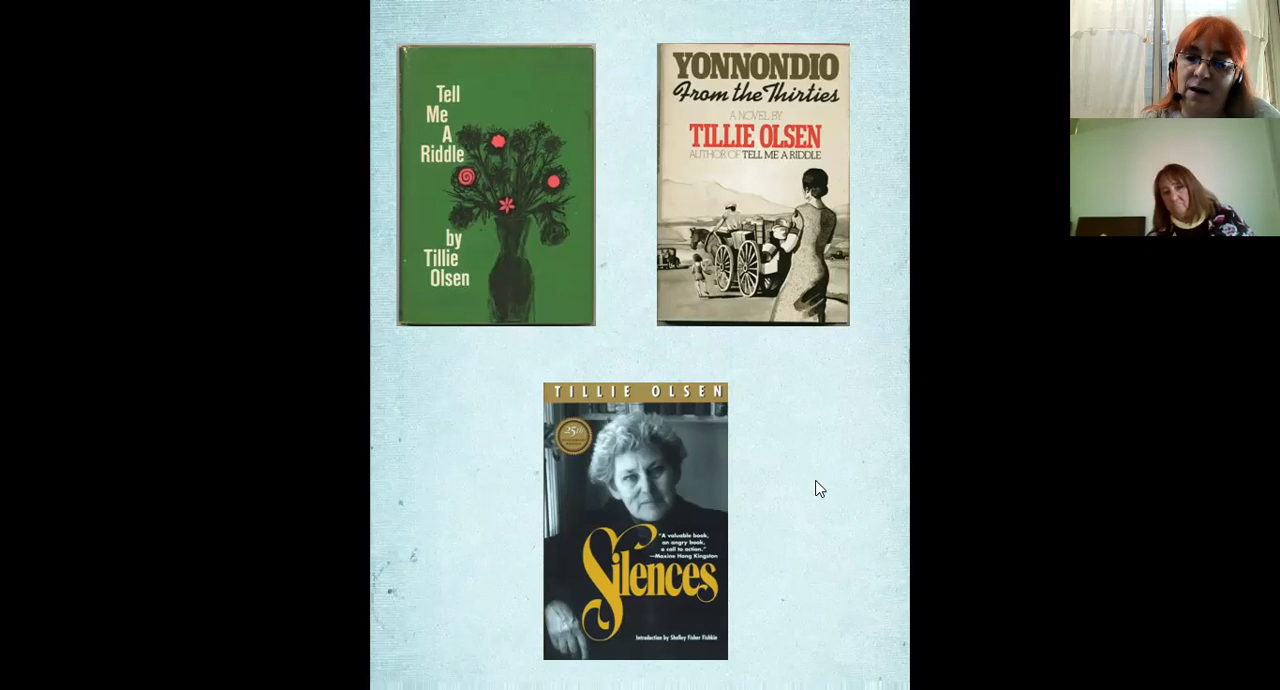 Tell
Me
A
Riddle
by
Tillie
Olsen
YONNONDIO
From the Thirties
A NOVEL BY
TILLIE OLSEN
AUTHOR OF TELL ME A RIDDLE
TILLIE OLSEN
25th
"A valuable book,
an angry book,
a call to action."
—Maxine Hong Kingston
Silences
Introduction by Shelley Fisher Fishkin